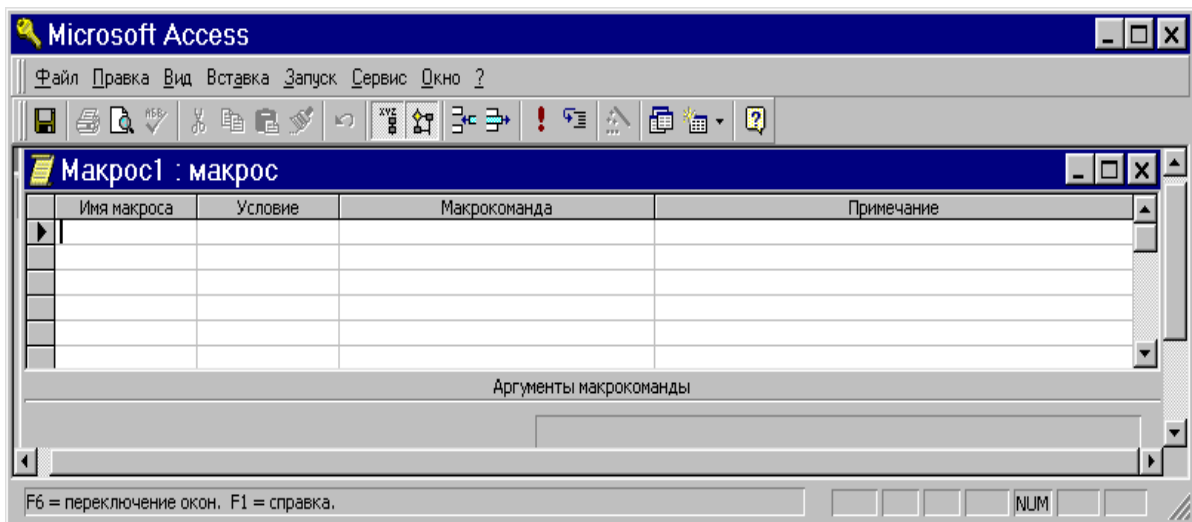 Microsoft Access
Файл Правка Вид Вставка Запуск Сервис Окно ?
Макрос1 : макрос
Имя макроса Условие Макрокоманда Примечание
Аргументы макрокоманды
F6 = переключение окон. F1 = справка. NUM